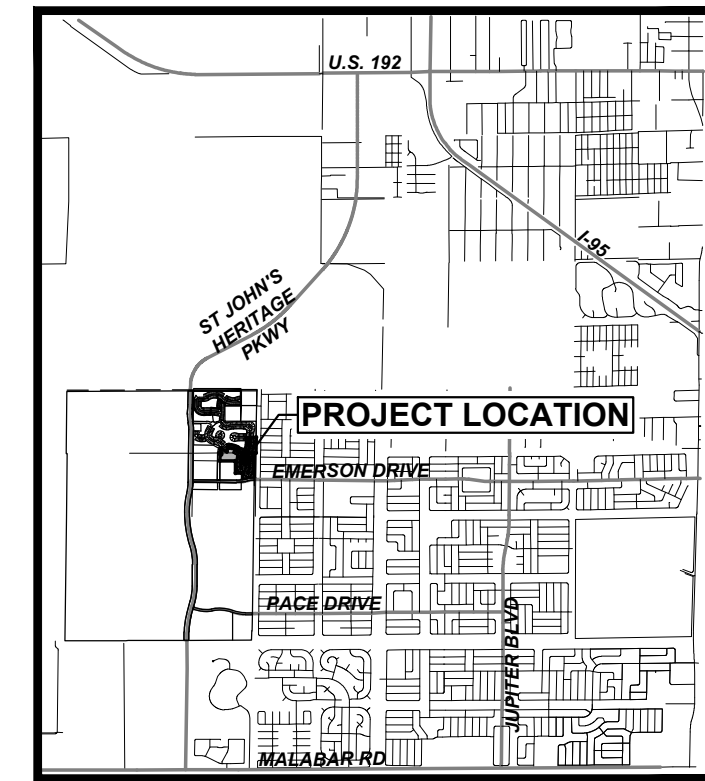 U.S. 192
I-95
ST JOHN'S
HERITAGE
PKWY
PROJECT LOCATION
EMERSON DRIVE
PACE DRIVE
JUPITER BLVD
MALABAR RD